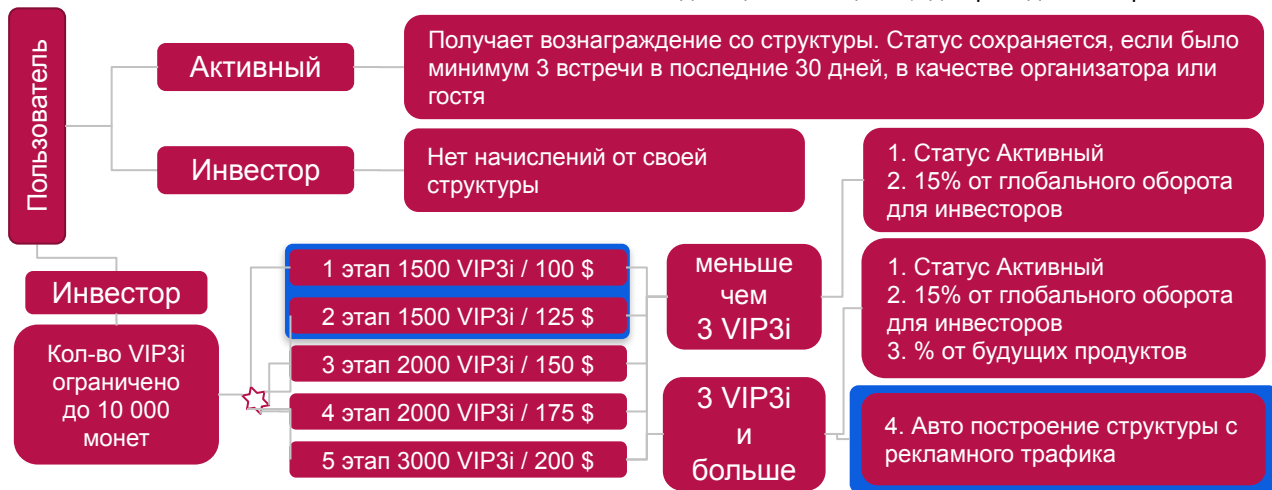 Пользователь
Активный
Получает вознаграждение со структуры. Статус сохраняется, если было
минимум 3 встречи в последние 30 дней, в качестве организатора или
гостя
Инвестор
Нет начислений от своей
структуры
Инвестор
Кол-во VIP3i
ограничено
до 10 000
монет
1 этап 1500 VIP3i / 100 $
2 этап 1500 VIP3i / 125 $
3 этап 2000 VIP3i / 150 $
4 этап 2000 VIP3i / 175 $
5 этап 3000 VIP3i / 200 $
меньше
чем
3 VIP3i
3 VIP3i
и
больше
1. Статус Активный
2. 15% от глобального оборота
для инвесторов
1. Статус Активный
2. 15% от глобального оборота
для инвесторов
3. % от будущих продуктов
4. Авто построение структуры с
рекламного трафика